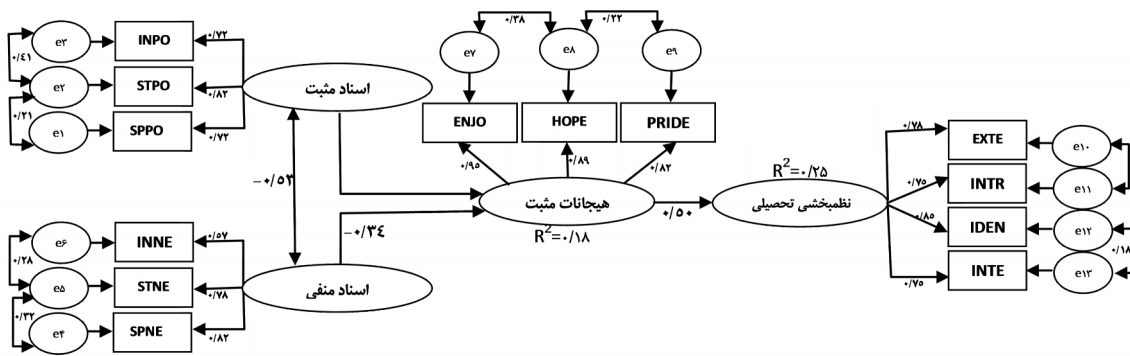 e۳ INPO ۰/۷۲
۰/٤۱
e۲ STPO ۰/۸۲
۰/۲۱
e۱ SPPO ۰/۷۲
اسناد مثبت
−۰/٥۳
e۶ INNE ۰/۵۷
۰/۲۸
e۵ STNE ۰/۷۸
۰/۳۲
e۴ SPNE ۰/۸۲
اسناد منفی
−۰/۳٤
۰/۳۸ ۰/۲۲
e۷ e۸ e۹
ENJO HOPE PRIDE
۰/۹۵ ۰/۸۹ ۰/۸۲
هیجانات مثبت
R²=۰/۱۸
۰/۵۰
R²=۰/۲۵
نظمبخشی تحصیلی
۰/۷۸ EXTE e۱۰
۰/۷۵ INTR e۱۱
۰/۸۵ IDEN e۱۲
۰/۱۸
۰/۷۵ INTE e۱۳